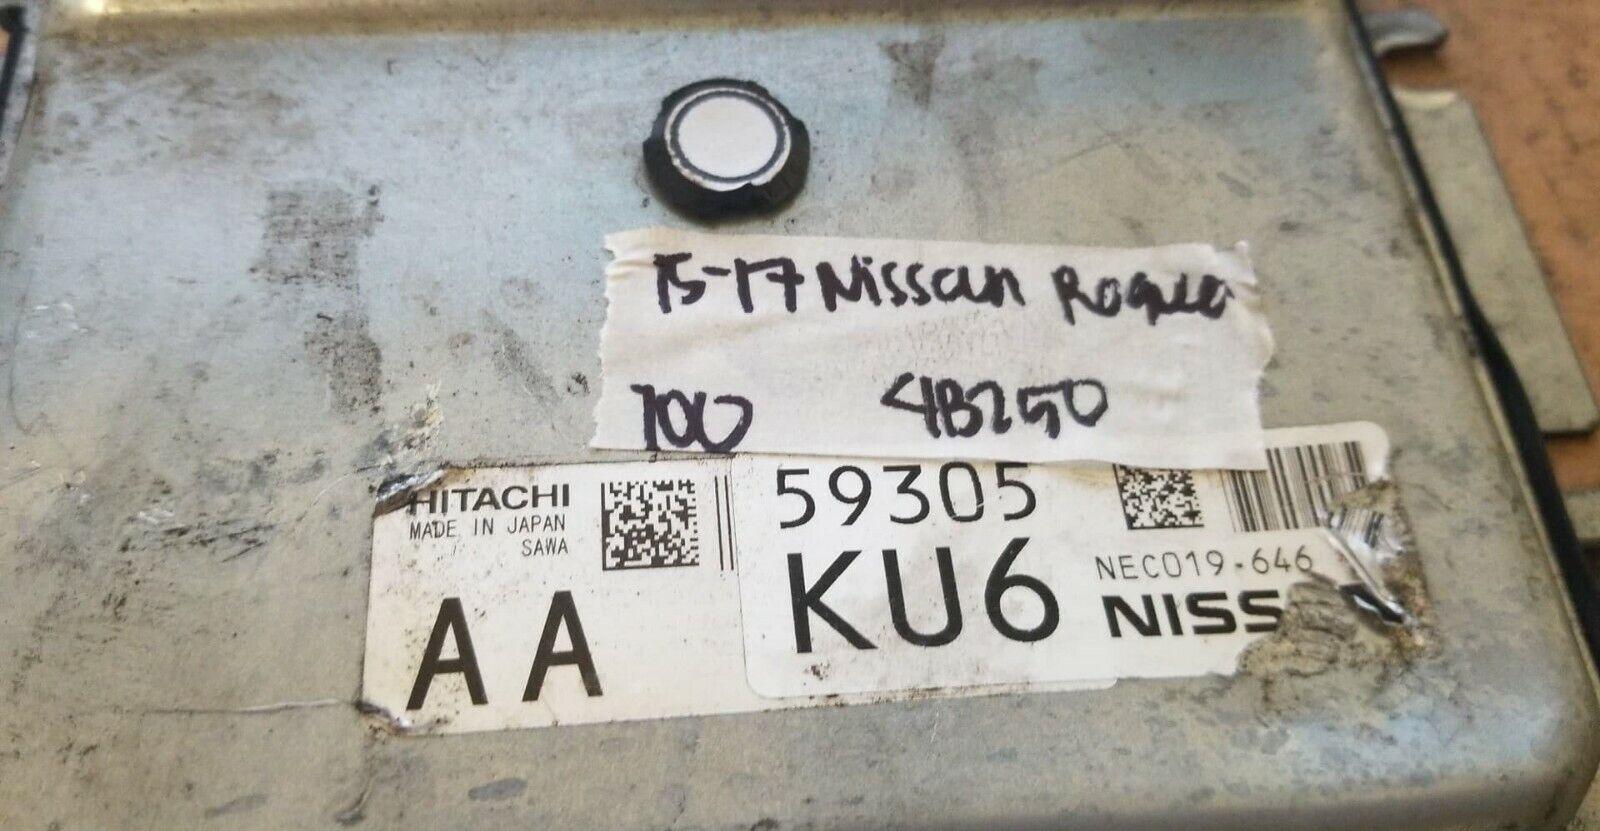 15-17 Nissan Rogue
100 4B250
HITACHI
MADE IN JAPAN
SAWA
AA
59305
KU6
NEC019-646
NISS